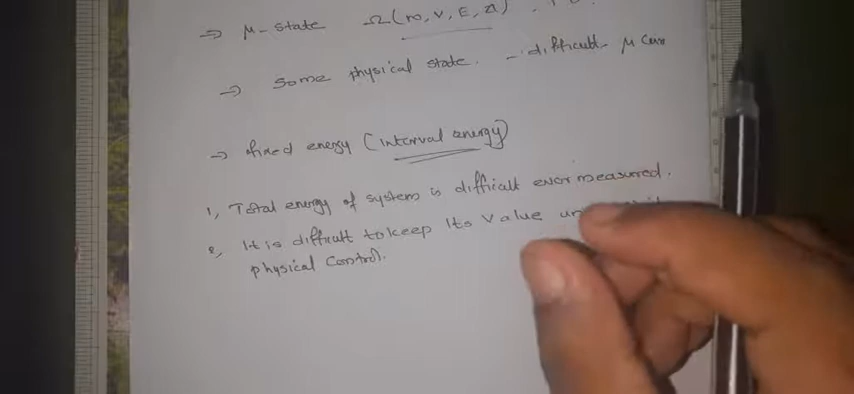 → μ-state Ω(
→ Some physical state. - difficult μ Can
→ fixed energy (interval energy)
1, Total energy of system is difficult ever measured.
2, It is difficult to keep Its Value
physical Control.